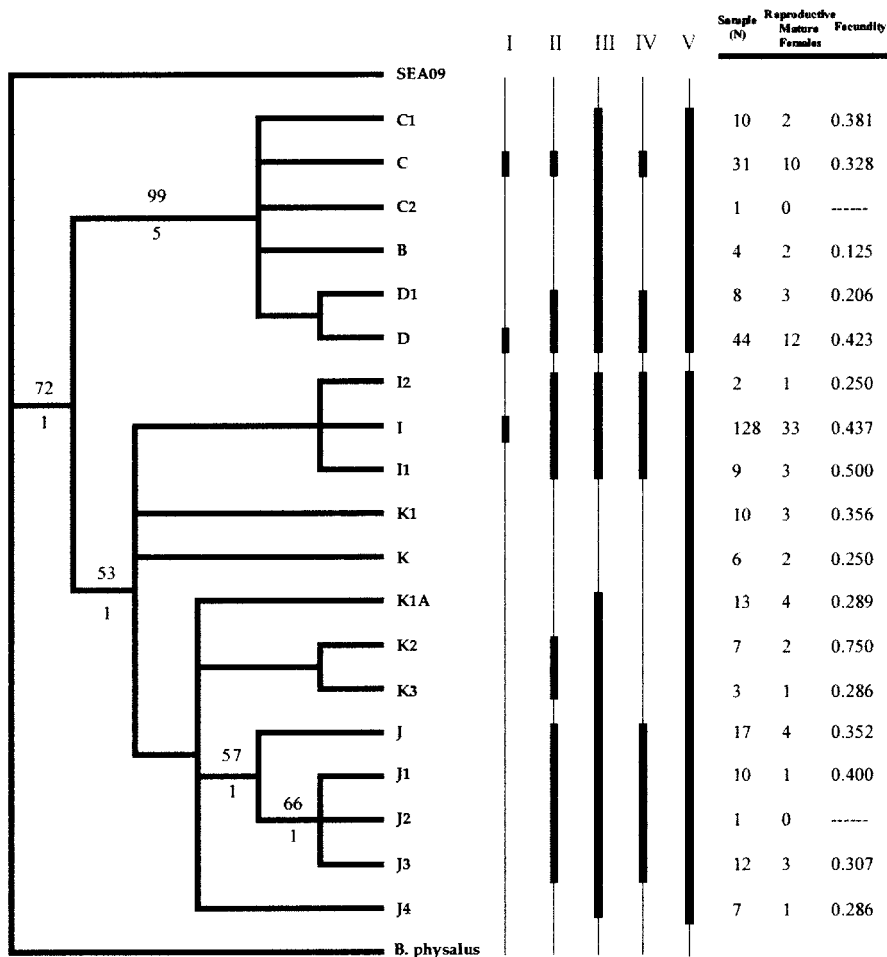 I II III IV V Sample (N) Reproductive Mature Females Fecundity
SEA09
C1 10 2 0.381
C 31 10 0.328
99
5
C2 1 0 ------
B 4 2 0.125
D1 8 3 0.206
D 44 12 0.423
72
1
I2 2 1 0.250
I 128 33 0.437
I1 9 3 0.500
K1 10 3 0.356
K 6 2 0.250
53
1
K1A 13 4 0.289
K2 7 2 0.750
K3 3 1 0.286
J 17 4 0.352
57
1
J1 10 1 0.400
66
1
J2 1 0 ------
J3 12 3 0.307
J4 7 1 0.286
B. physalus